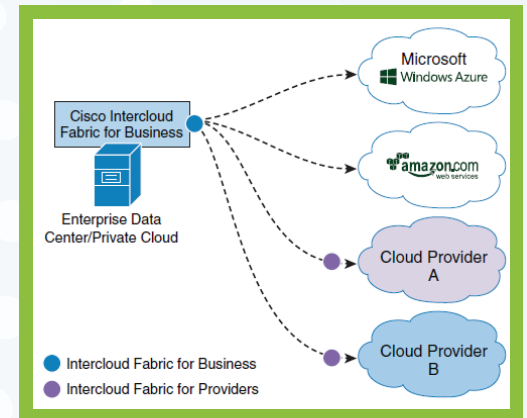 Microsoft
Windows Azure
Cisco Intercloud
Fabric for Business
amazon.com
web services
Enterprise Data
Center/Private Cloud
Cloud Provider
A
Cloud Provider
B
Intercloud Fabric for Business
Intercloud Fabric for Providers